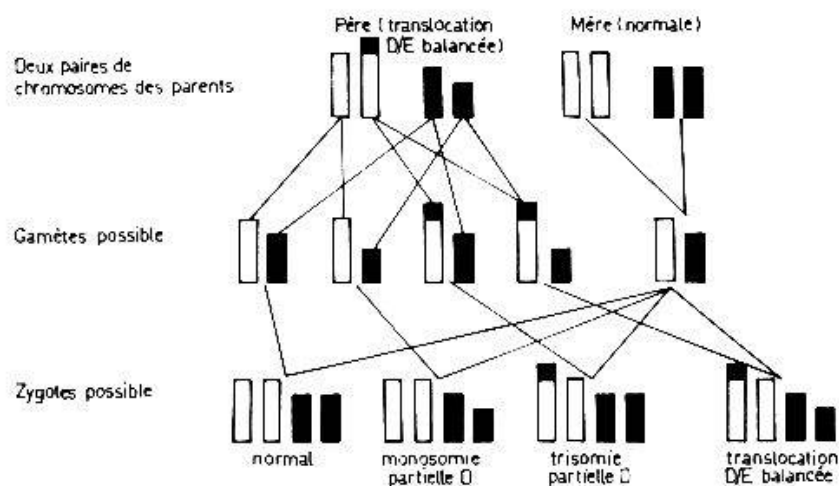 Père (translocation
D/E balancée)
Mère (normale)
Deux paires de
chromosomes des parents
Gamètes possible
Zygotes possible
normal
monosomie
partielle D
trisomie
partielle D
translocation
D/E balancée